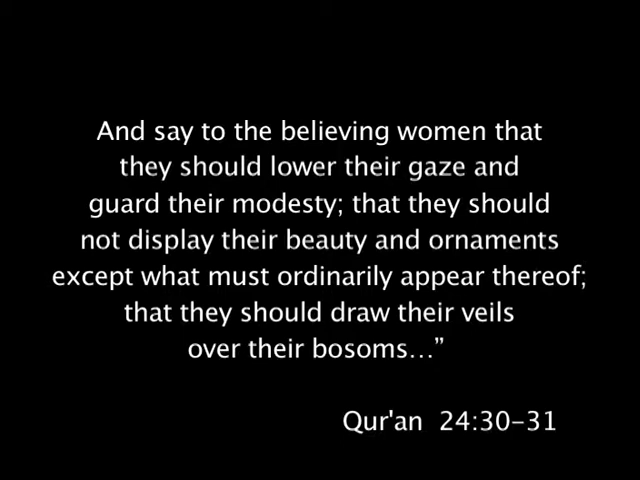 And say to the believing women that
they should lower their gaze and
guard their modesty; that they should
not display their beauty and ornaments
except what must ordinarily appear thereof;
that they should draw their veils
over their bosoms…”
Qur'an 24:30-31